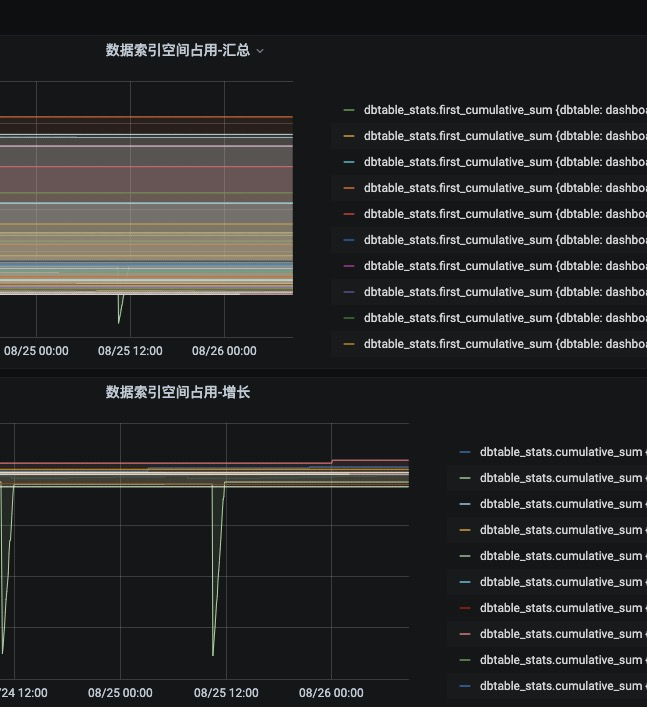 数据索引空间占用-汇总
dbtable_stats.first_cumulative_sum {dbtable: dashboa
dbtable_stats.first_cumulative_sum {dbtable: dashboa
dbtable_stats.first_cumulative_sum {dbtable: dashboa
dbtable_stats.first_cumulative_sum {dbtable: dashboa
dbtable_stats.first_cumulative_sum {dbtable: dashboa
dbtable_stats.first_cumulative_sum {dbtable: dashboa
dbtable_stats.first_cumulative_sum {dbtable: dashboa
dbtable_stats.first_cumulative_sum {dbtable: dashboa
dbtable_stats.first_cumulative_sum {dbtable: dashboa
dbtable_stats.first_cumulative_sum {dbtable: dashboa
08/25 00:00 08/25 12:00 08/26 00:00
数据索引空间占用-增长
dbtable_stats.cumulative_sum {
dbtable_stats.cumulative_sum {
dbtable_stats.cumulative_sum {
dbtable_stats.cumulative_sum {
dbtable_stats.cumulative_sum {
dbtable_stats.cumulative_sum {
dbtable_stats.cumulative_sum {
dbtable_stats.cumulative_sum {
dbtable_stats.cumulative_sum {
dbtable_stats.cumulative_sum {
/24 12:00 08/25 00:00 08/25 12:00 08/26 00:00